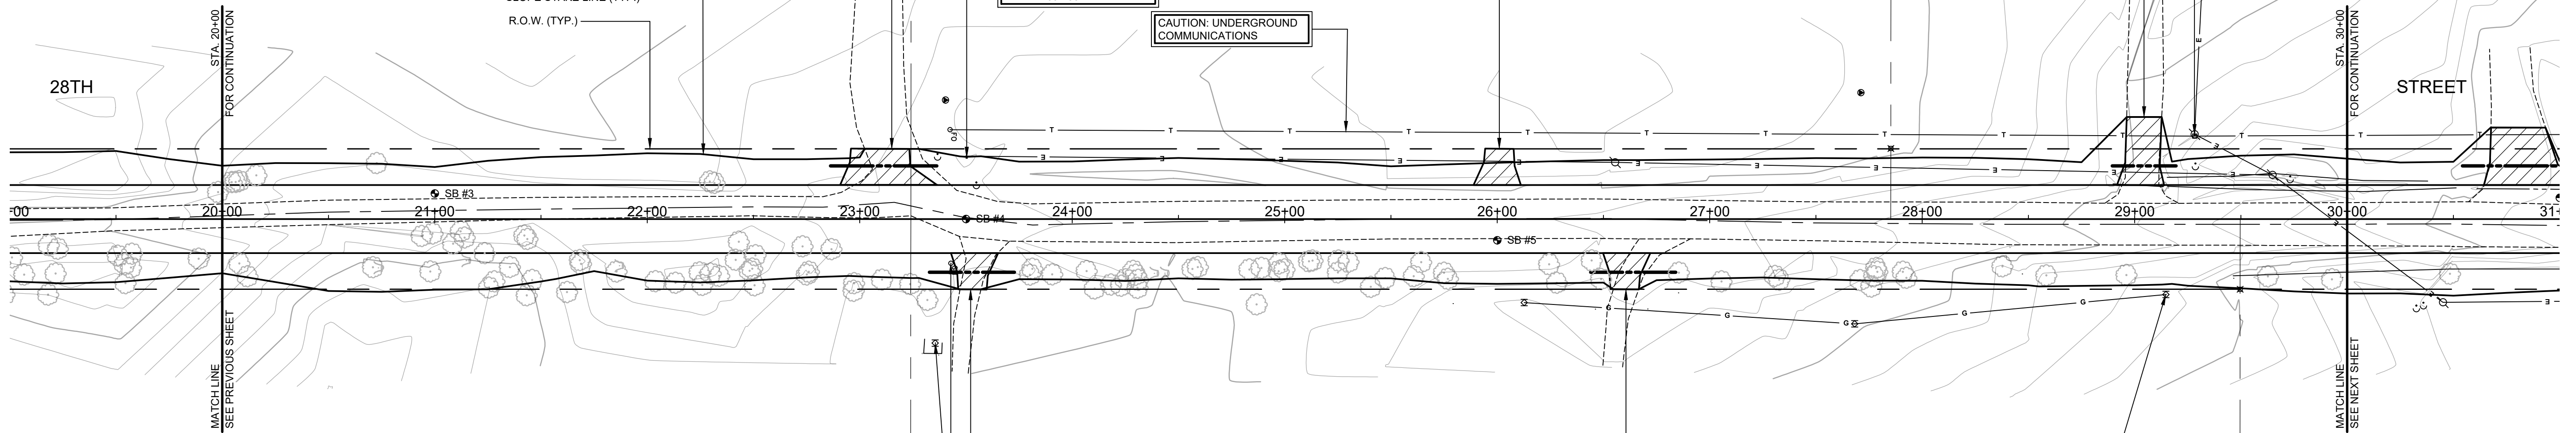 R.O.W. (TYP.)
CAUTION: UNDERGROUND
COMMUNICATIONS
28TH
STREET
STA. 20+00
FOR CONTINUATION
STA. 30+00
FOR CONTINUATION
T T T T T T T T T T T T
FO
E
E E E E E E E E E E E
SB #3
20+00 21+00 22+00 23+00 24+00 25+00 26+00 27+00 28+00 29+00 30+00
SB #4
SB #5
G G G G G
E E E
MATCH LINE
SEE PREVIOUS SHEET
MATCH LINE
SEE NEXT SHEET